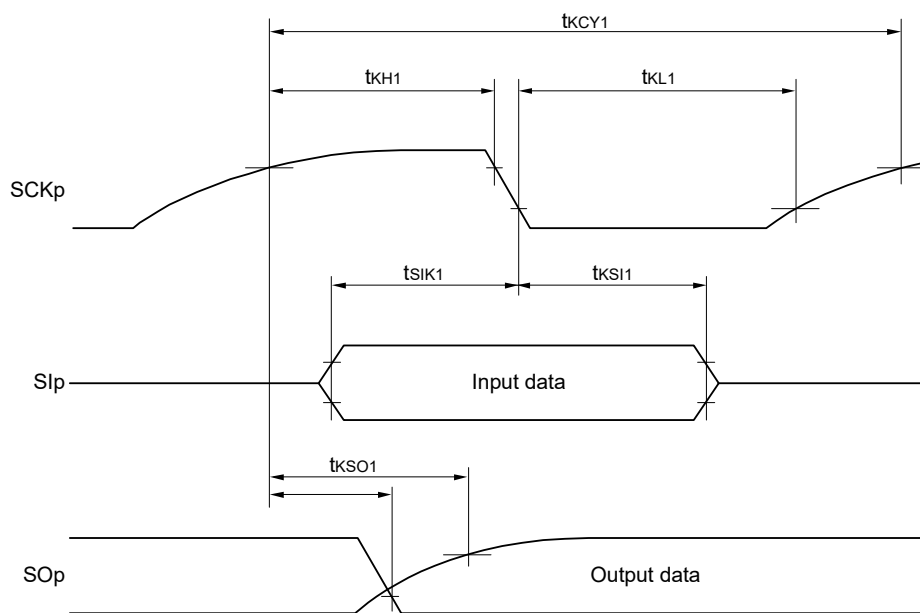 tKCY1
tKH1
tKL1
SCKp
tSIK1
tKSI1
SIp
Input data
tKSO1
SOp
Output data